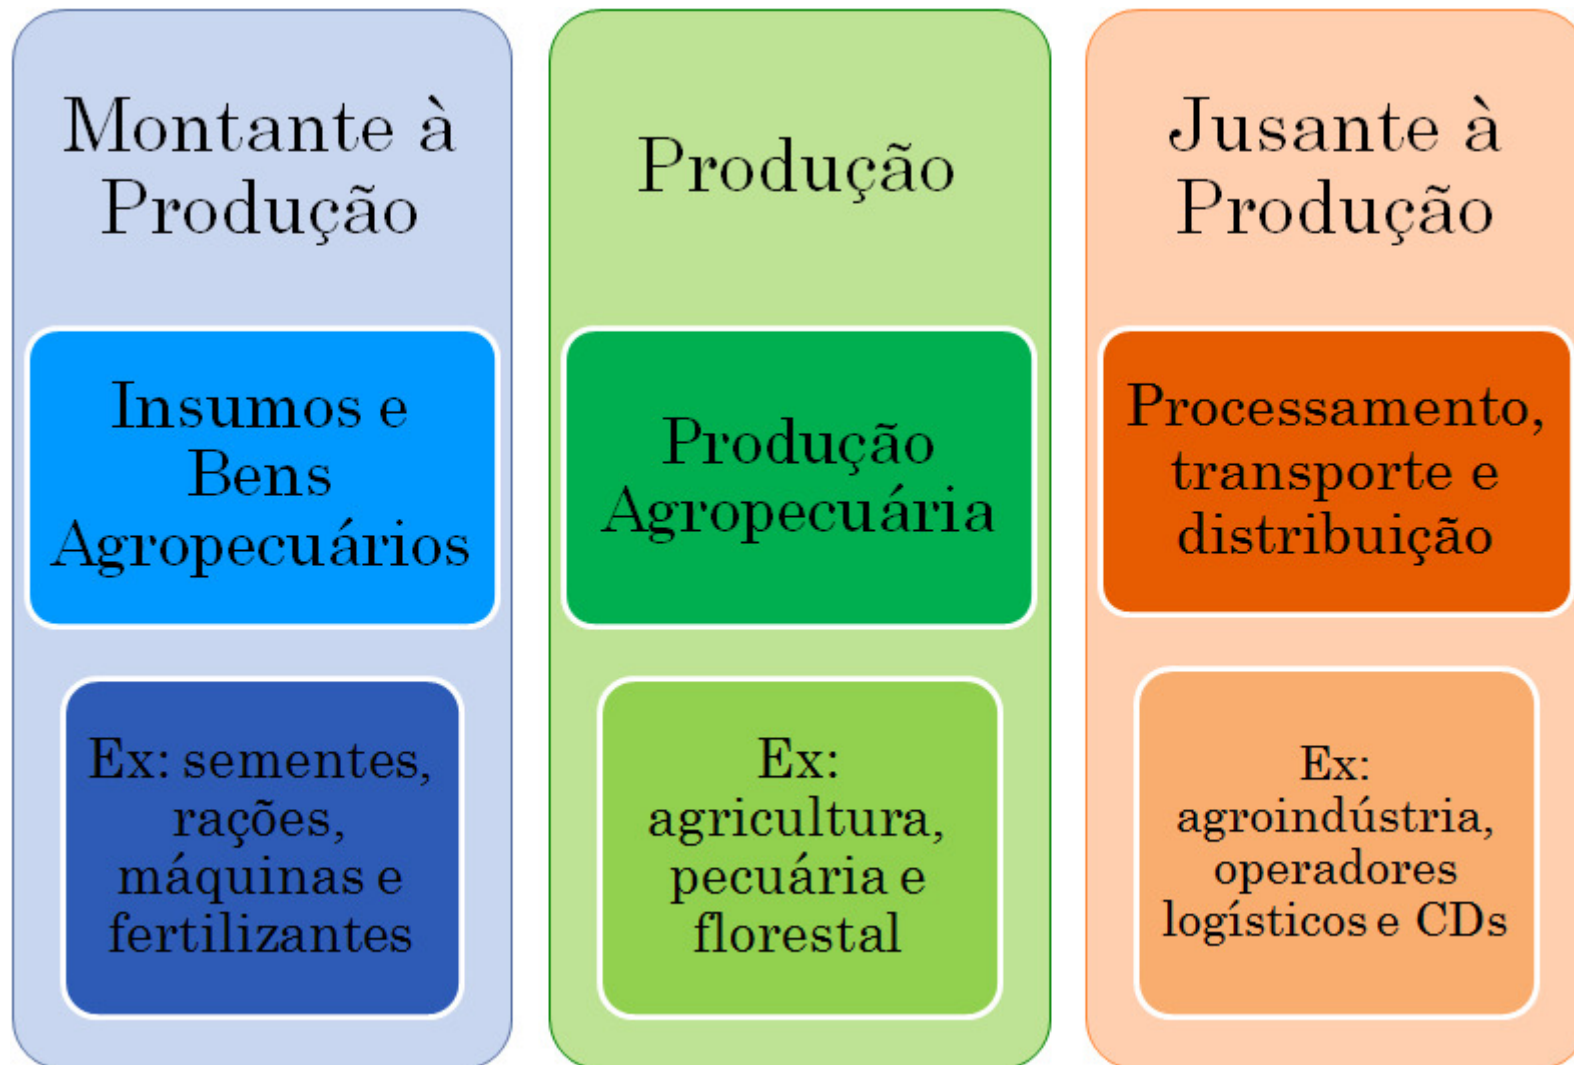 Montante à
Produção
Insumos e
Bens
Agropecuários
Ex: sementes,
rações,
máquinas e
fertilizantes
Produção
Produção
Agropecuária
Ex:
agricultura,
pecuária e
florestal
Jusante à
Produção
Processamento,
transporte e
distribuição
Ex:
agroindústria,
operadores
logísticos e CDs